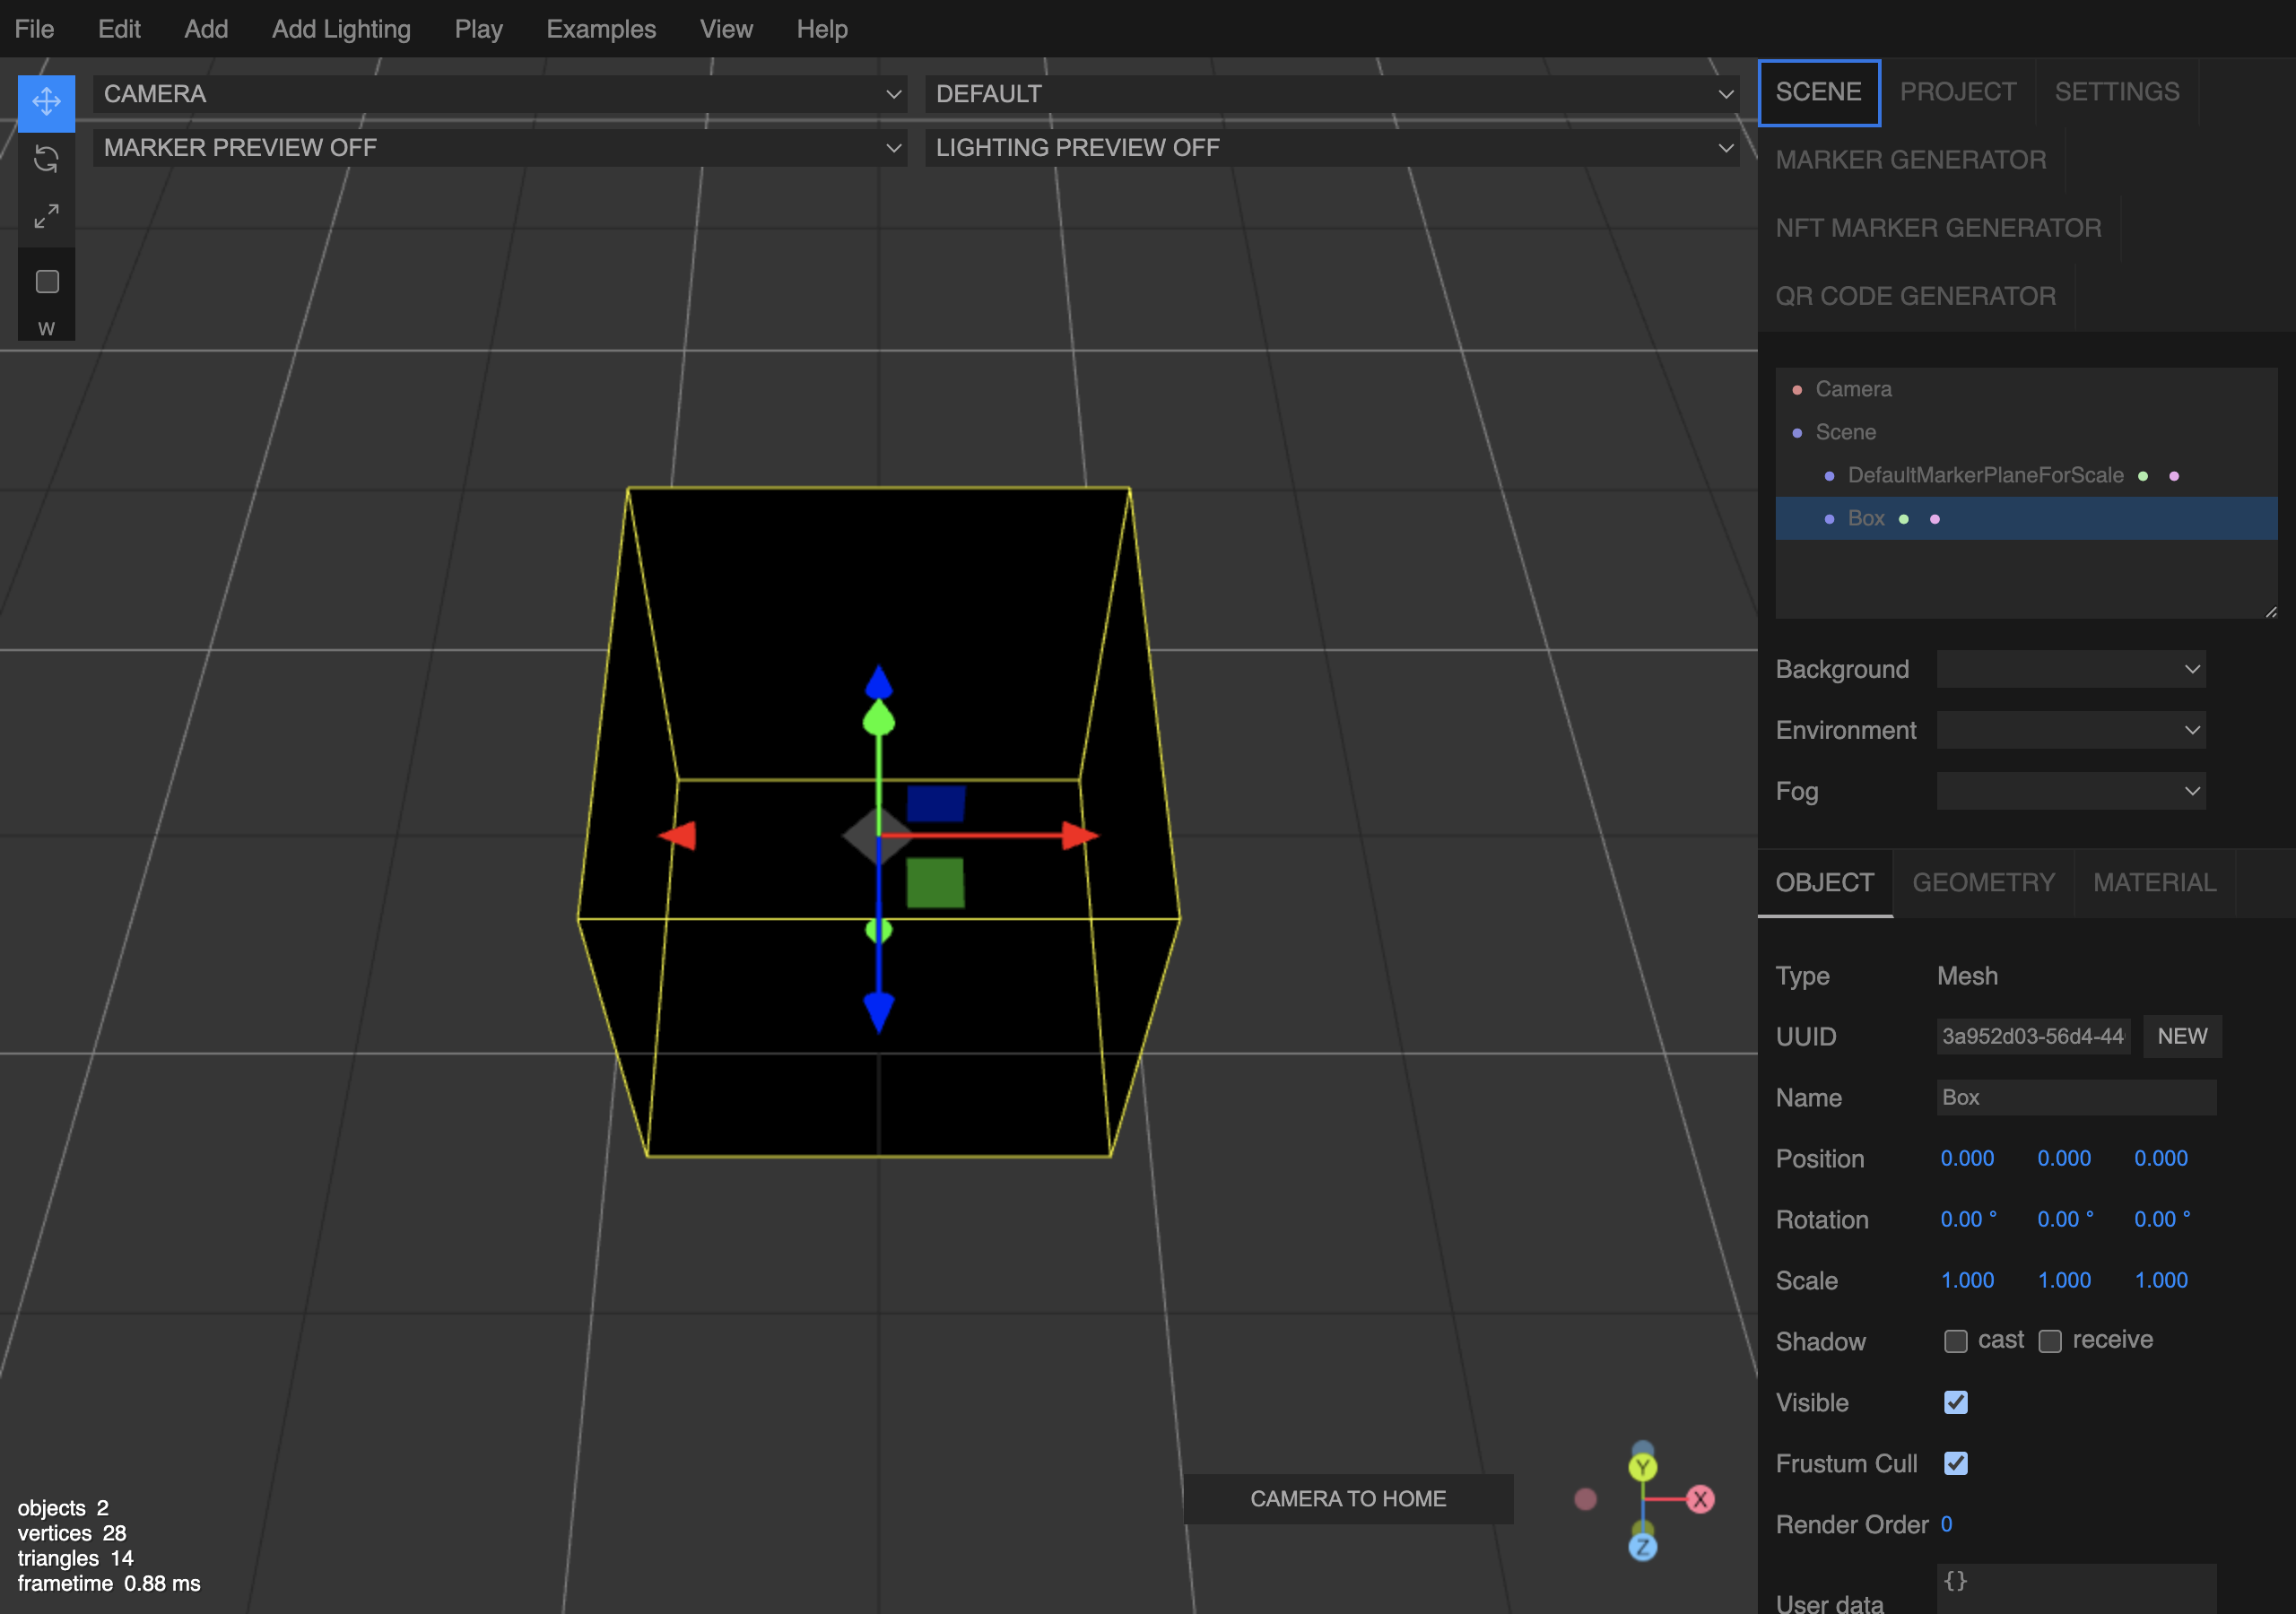 File Edit Add Add Lighting Play Examples View Help
CAMERA DEFAULT
MARKER PREVIEW OFF LIGHTING PREVIEW OFF
W
SCENE PROJECT SETTINGS
MARKER GENERATOR
NFT MARKER GENERATOR
QR CODE GENERATOR
Camera
Scene
DefaultMarkerPlaneForScale
Box
Background
Environment
Fog
OBJECT GEOMETRY MATERIAL
Type Mesh
UUID 3a952d03-56d4-44 NEW
Name Box
Position 0.000 0.000 0.000
Rotation 0.00 ° 0.00 ° 0.00 °
Scale 1.000 1.000 1.000
Shadow cast receive
Visible
Frustum Cull
Render Order 0
User data {}
CAMERA TO HOME
Y
X
Z
objects 2
vertices 28
triangles 14
frametime 0.88 ms